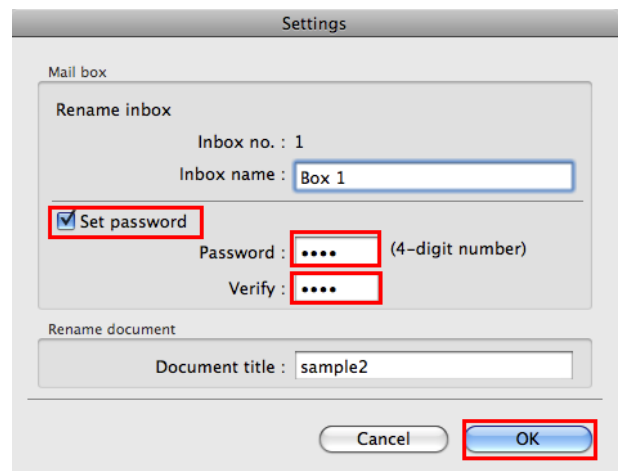 Settings
Mail box
Rename inbox
Inbox no. : 1
Inbox name : Box 1
Set password
Password : •••• (4-digit number)
Verify : ••••
Rename document
Document title : sample2
Cancel OK